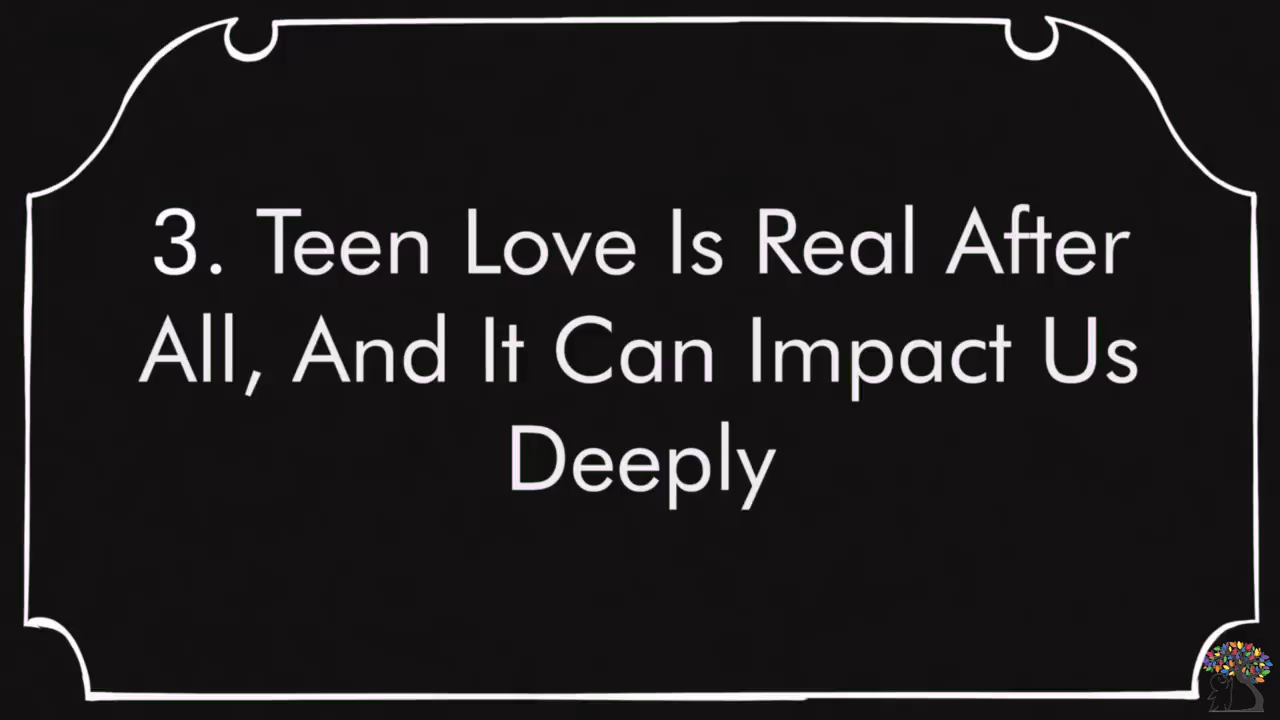 3. Teen Love Is Real After
All, And It Can Impact Us
Deeply